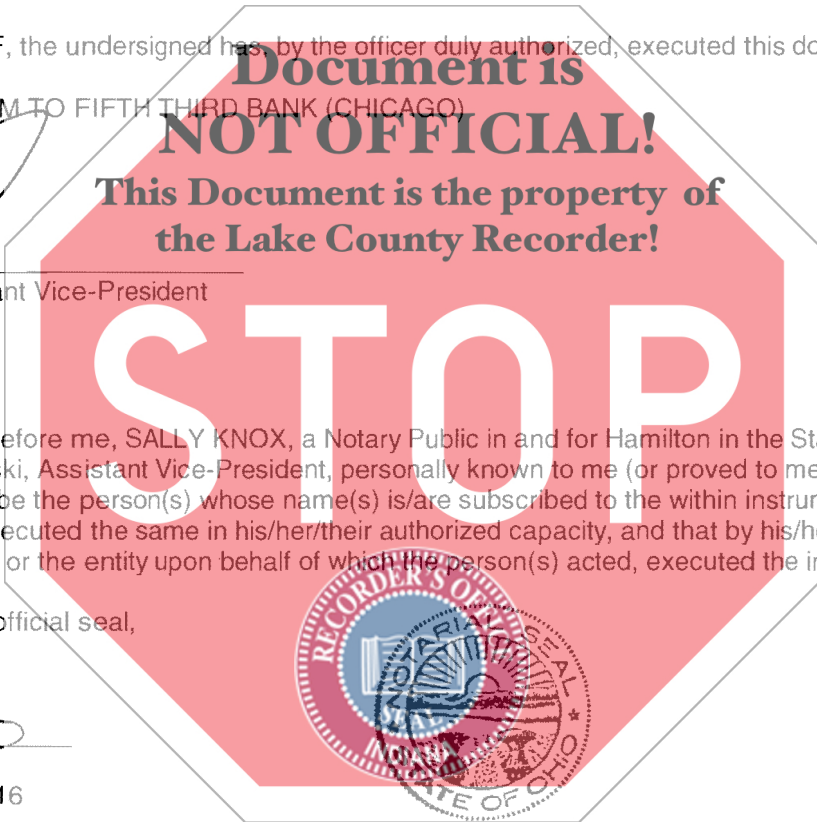 F, the undersigned has, by the officer duly authorized, executed this do
Document is
M TO FIFTH THIRD BANK (CHICAGO)
NOT OFFICIAL!
This Document is the property of
the Lake County Recorder!
ant Vice-President
STOP
efore me, SALLY KNOX, a Notary Public in and for Hamilton in the Sta
ki, Assistant Vice-President, personally known to me (or proved to me
be the person(s) whose name(s) is/are subscribed to the within instrum
ecuted the same in his/her/their authorized capacity, and that by his/he
or the entity upon behalf of which the person(s) acted, executed the in
RECORDER'S OFFICE
SEAL
INDIANA
NOTARIAL SEAL
STATE OF OHIO
official seal,
16